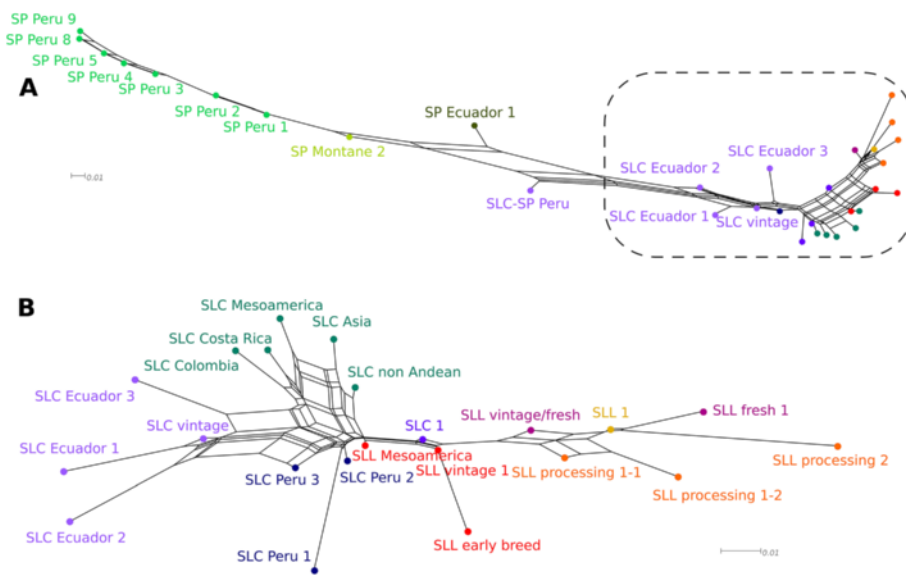 SP Peru 9
SP Peru 8
SP Peru 5
SP Peru 4
SP Peru 3
A
SP Peru 2
SP Peru 1
SP Ecuador 1
SP Montane 2
0.01
SLC Ecuador 3
SLC Ecuador 2
SLC-SP Peru
SLC Ecuador 1
SLC vintage
B
SLC Mesoamerica
SLC Asia
SLC Costa Rica
SLC Colombia
SLC non Andean
SLC Ecuador 3
SLC vintage
SLC 1
SLL vintage/fresh
SLL 1
SLL fresh 1
SLC Ecuador 1
SLL Mesoamerica
SLL vintage 1
SLL processing 2
SLC Peru 3
SLC Peru 2
SLL processing 1-1
SLL processing 1-2
SLC Ecuador 2
SLL early breed
SLC Peru 1
0.01